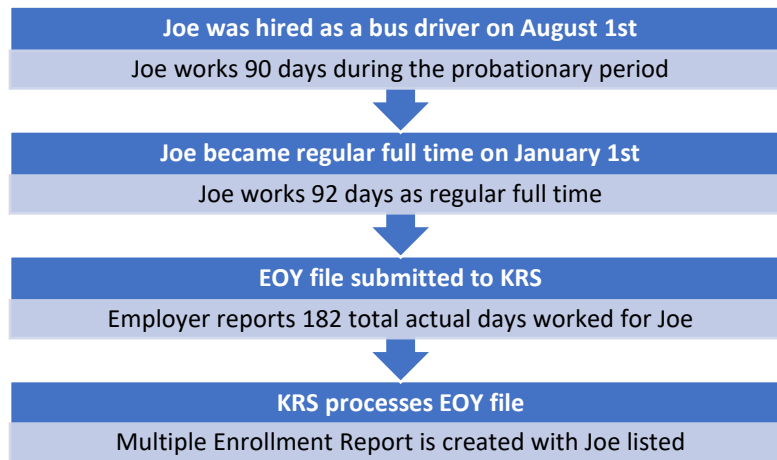 Joe was hired as a bus driver on August 1st
Joe works 90 days during the probationary period
Joe became regular full time on January 1st
Joe works 92 days as regular full time
EOY file submitted to KRS
Employer reports 182 total actual days worked for Joe
KRS processes EOY file
Multiple Enrollment Report is created with Joe listed